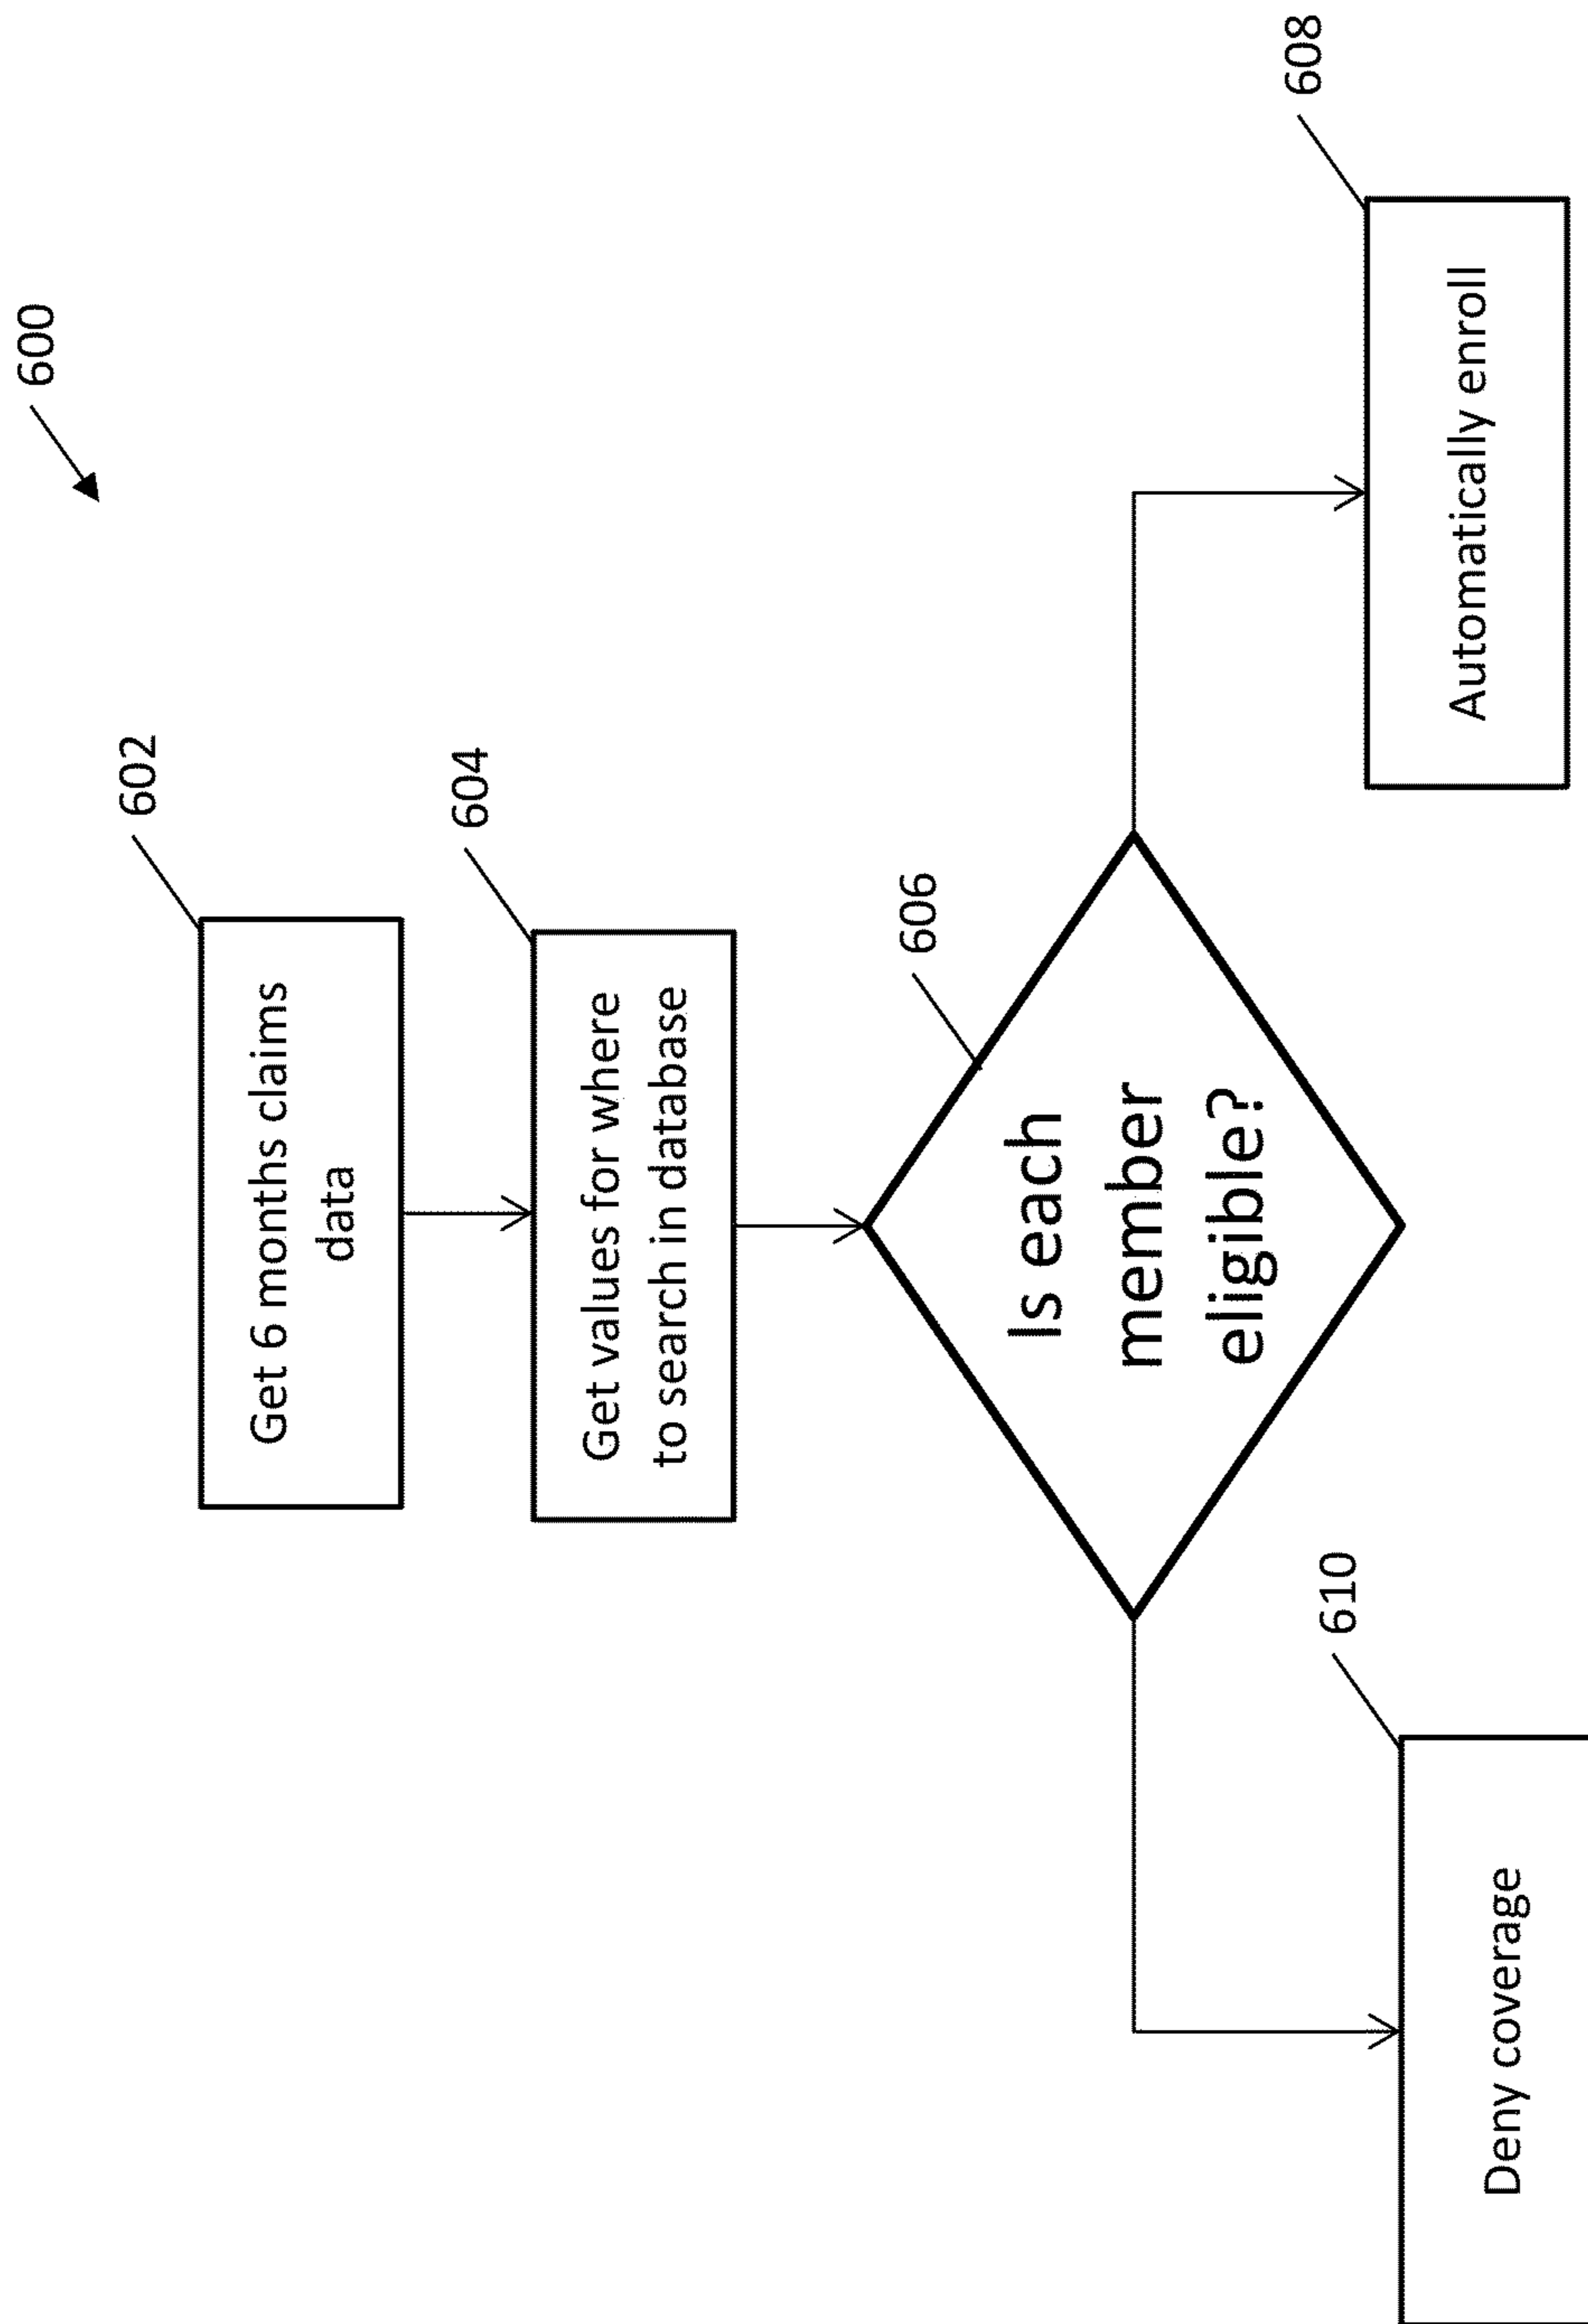 600
602
Get 6 months claims
data
604
Get values for where
to search in database
606
Is each
member
eligible?
608
Automatically enroll
610
Deny coverage